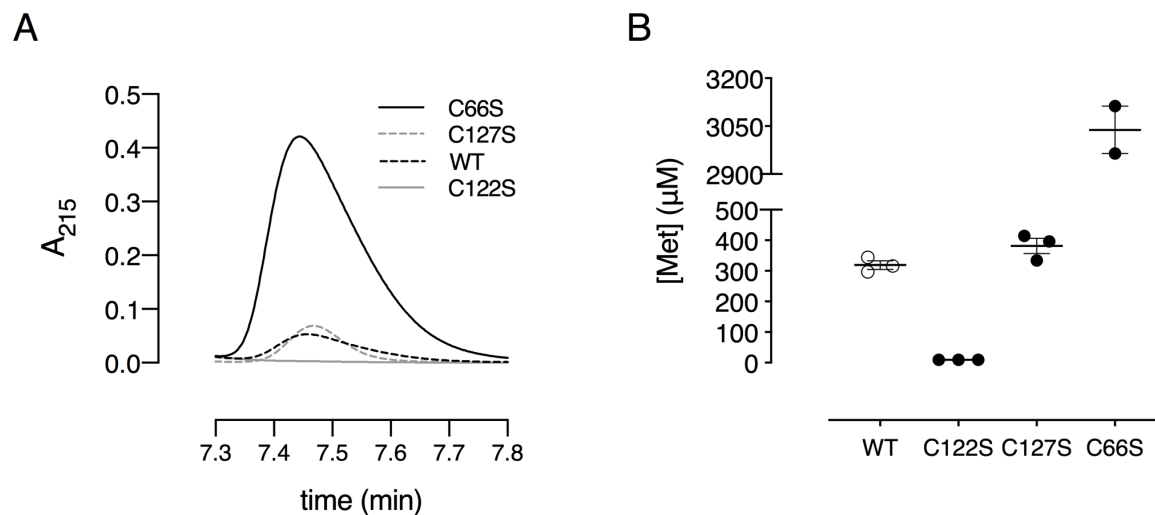 A
0.5
0.4
0.3
0.2
0.1
0.0
A215
C66S
C127S
WT
C122S
7.3 7.4 7.5 7.6 7.7 7.8
time (min)
B
3200
3050
2900
500
400
300
200
100
0
[Met] (µM)
WT C122S C127S C66S